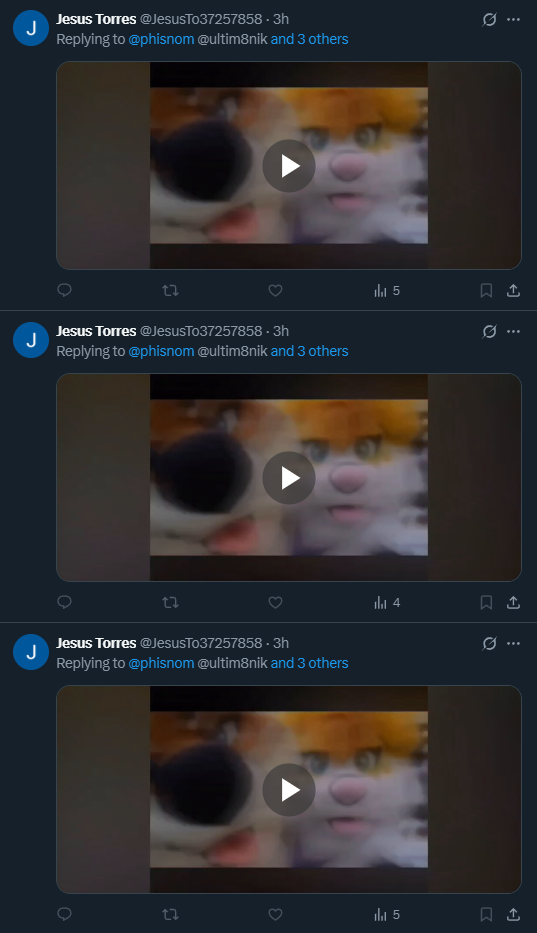 J
Jesus Torres @JesusTo37257858 · 3h
Replying to @phisnom @ultim8nik and 3 others
5
J
Jesus Torres @JesusTo37257858 · 3h
Replying to @phisnom @ultim8nik and 3 others
4
J
Jesus Torres @JesusTo37257858 · 3h
Replying to @phisnom @ultim8nik and 3 others
5